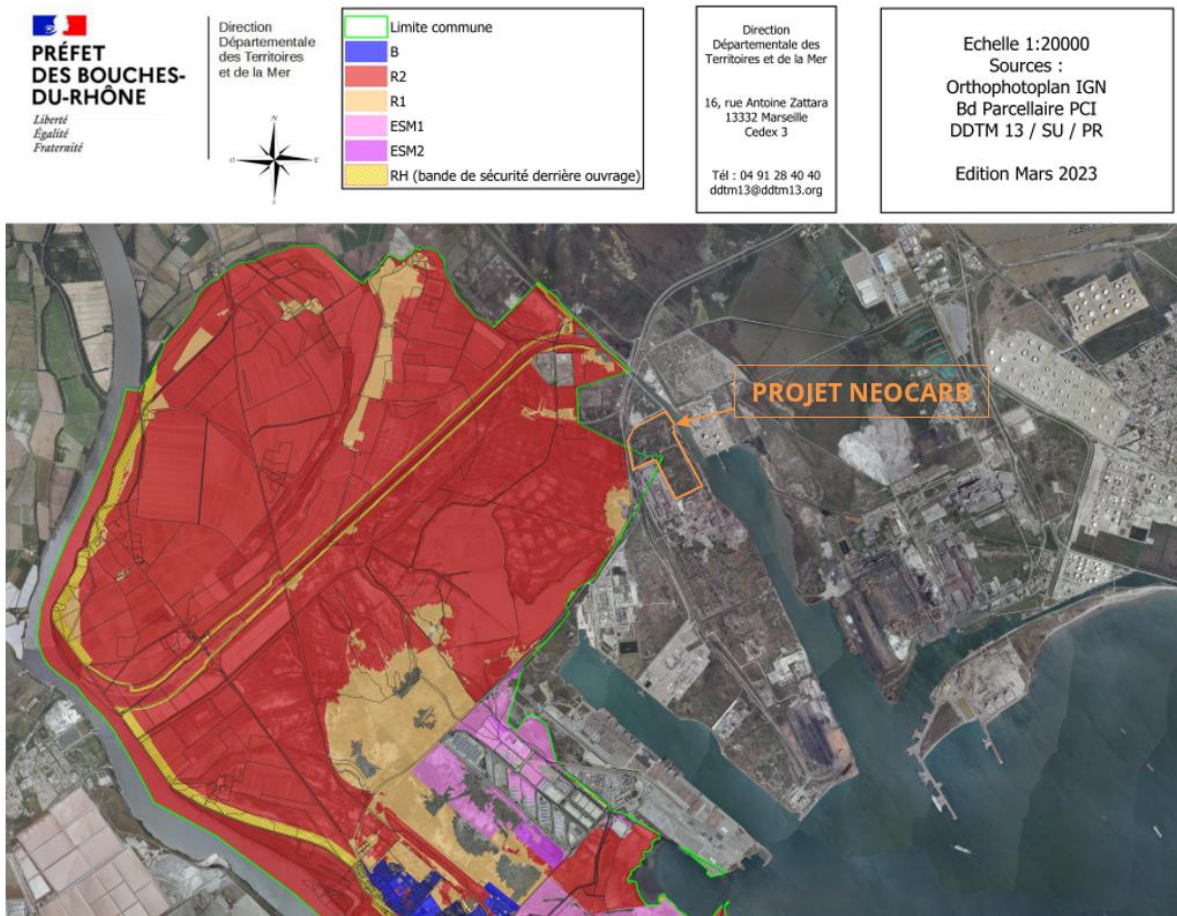 PRÉFET
DES BOUCHES-
DU-RHÔNE
Liberté
Égalité
Fraternité
Direction
Départementale
des Territoires
et de la Mer
N
O
E
S
Limite commune
B
R2
R1
ESM1
ESM2
RH (bande de sécurité derrière ouvrage)
Direction
Départementale des
Territoires et de la Mer
16, rue Antoine Zattara
13332 Marseille
Cedex 3
Tél : 04 91 28 40 40
ddtm13@ddtm13.org
Echelle 1:20000
Sources :
Orthophotoplan IGN
Bd Parcellaire PCI
DDTM 13 / SU / PR
Edition Mars 2023
PROJET NEOCARB